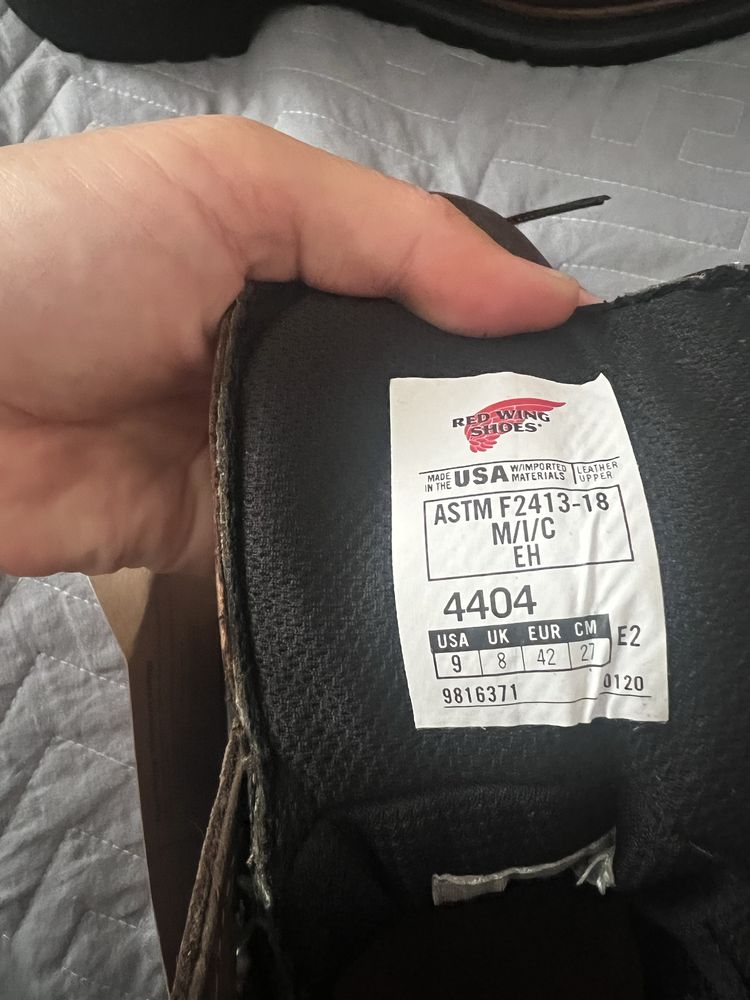 RED WING
SHOES
MADE IN THE USA W/IMPORTED MATERIALS LEATHER UPPER
ASTM F2413-18
M/I/C
EH
4404
USA UK EUR CM E2
9 8 42 27
9816371 0120